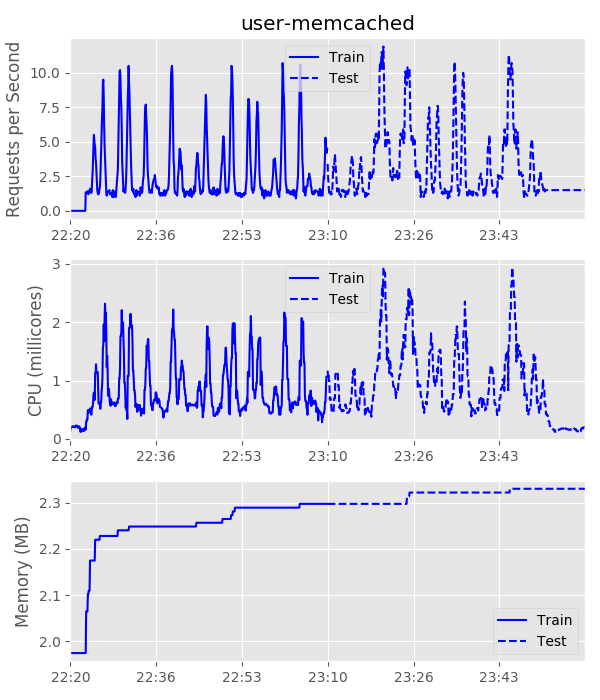 user-memcached
Requests per Second
10.0
7.5
5.0
2.5
0.0
Train
Test
22:20 22:36 22:53 23:10 23:26 23:43
CPU (millicores)
3
2
1
0
Train
Test
22:20 22:36 22:53 23:10 23:26 23:43
Memory (MB)
2.3
2.2
2.1
2.0
Train
Test
22:20 22:36 22:53 23:10 23:26 23:43